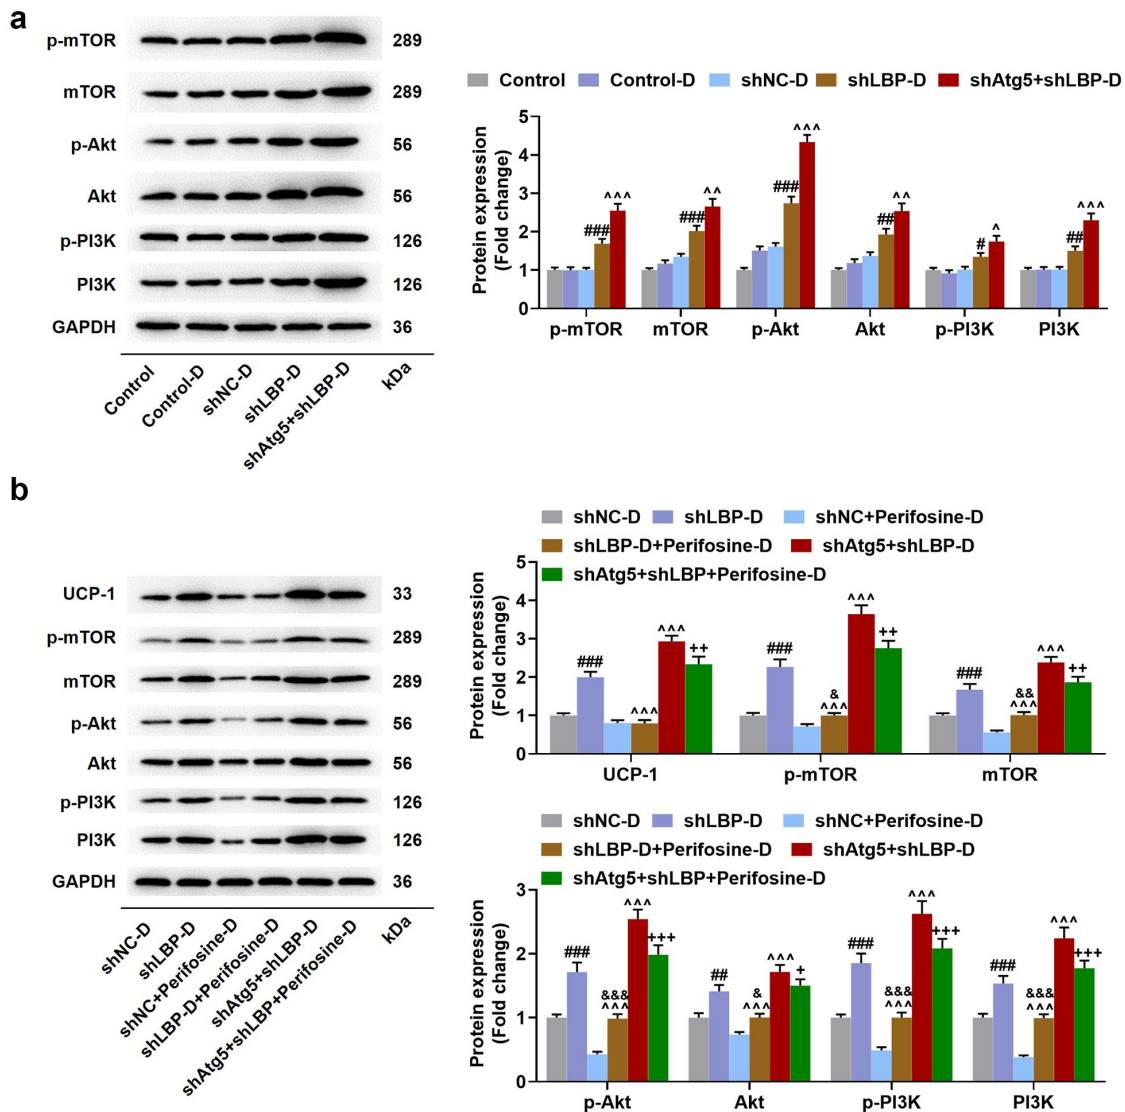 a
p-mTOR 289
mTOR 289
p-Akt 56
Akt 56
p-PI3K 126
PI3K 126
GAPDH 36
Control
Control-D
shNC-D
shLBP-D
shAtg5+shLBP-D
kDa
Control Control-D shNC-D shLBP-D shAtg5+shLBP-D
Protein expression
(Fold change)
5
4
3
2
1
0
### ^^^
### ^^
### ^^^
## ^^
# ^
## ^^^
p-mTOR mTOR p-Akt Akt p-PI3K PI3K
b
UCP-1 33
p-mTOR 289
mTOR 289
p-Akt 56
Akt 56
p-PI3K 126
PI3K 126
GAPDH 36
shNC-D
shLBP-D
shNC+Perifosine-D
shLBP-D+Perifosine-D
shAtg5+shLBP-D
shAtg5+shLBP+Perifosine-D
kDa
shNC-D shLBP-D shNC+Perifosine-D
shLBP-D+Perifosine-D shAtg5+shLBP-D
shAtg5+shLBP+Perifosine-D
Protein expression
(Fold change)
5
4
3
2
1
0
### ^^^ ^^^ ++
### & ^^^ ^^^ ++
### && ^^^ ^^^ ++
UCP-1 p-mTOR mTOR
shNC-D shLBP-D shNC+Perifosine-D
shLBP-D+Perifosine-D shAtg5+shLBP-D
shAtg5+shLBP+Perifosine-D
Protein expression
(Fold change)
3
2
1
0
### &&& ^^^ ^^^ +++
## & ^^^ ^^^ +
### &&& ^^^ ^^^ +++
### &&& ^^^ ^^^ +++
p-Akt Akt p-PI3K PI3K